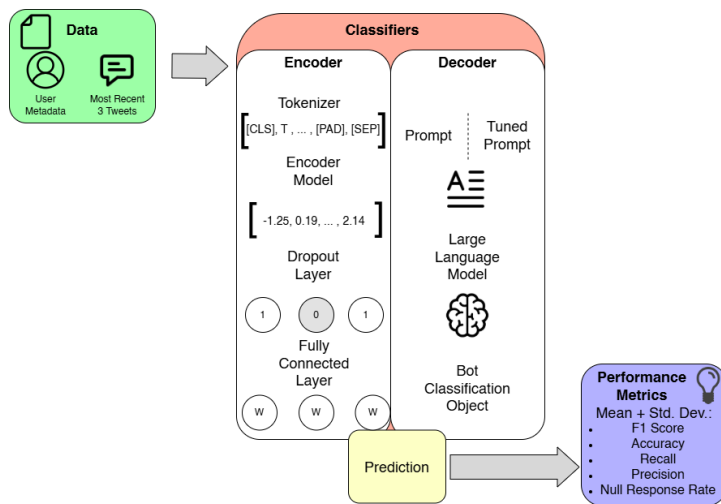 Data
User
Metadata
Most Recent
3 Tweets
Classifiers
Encoder
Tokenizer
[CLS], T , ... , [PAD], [SEP]
Encoder
Model
-1.25, 0.19, ... , 2.14
Dropout
Layer
1
0
1
Fully
Connected
Layer
W
W
W
Decoder
Prompt
Tuned
Prompt
A
Large
Language
Model
Bot
Classification
Object
Prediction
Performance
Metrics
Mean + Std. Dev.:
• F1 Score
• Accuracy
• Recall
• Precision
• Null Response Rate